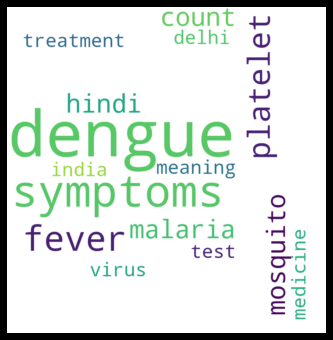 count
treatment
delhi
platelet
hindi
dengue
india
meaning
symptoms
fever
malaria
test
virus
mosquito
medicine